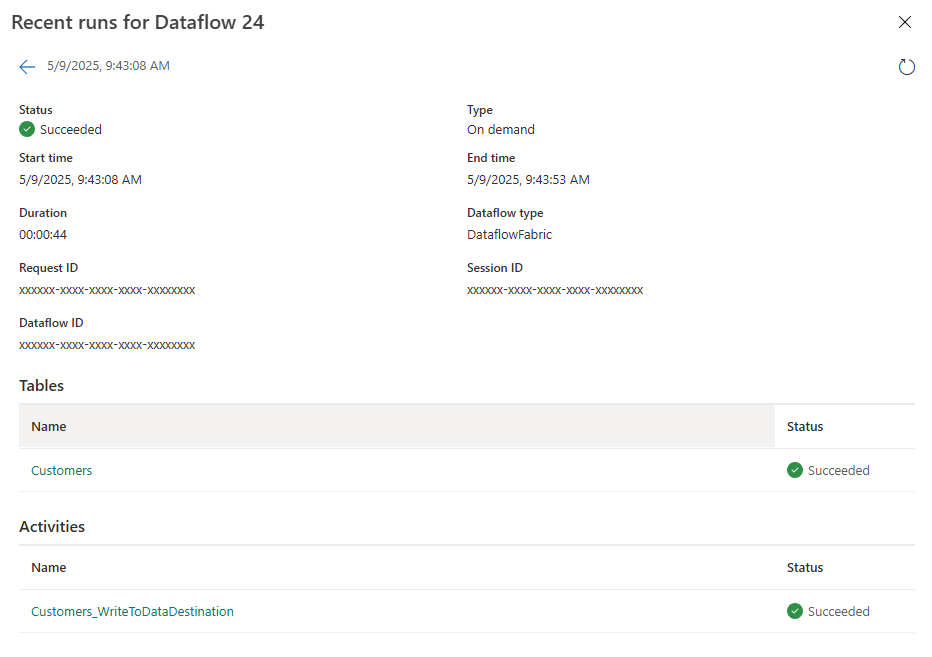 Recent runs for Dataflow 24
5/9/2025, 9:43:08 AM
Status
Type
Succeeded
On demand
Start time
End time
5/9/2025, 9:43:08 AM
5/9/2025, 9:43:53 AM
Duration
Dataflow type
00:00:44
DataflowFabric
Request ID
Session ID
xxxxxx-xxxx-xxxx-xxxx-xxxxxxxx
xxxxxx-xxxx-xxxx-xxxx-xxxxxxxx
Dataflow ID
xxxxxx-xxxx-xxxx-xxxx-xxxxxxxx
Tables
Name Status
Customers Succeeded
Activities
Name Status
Customers_WriteToDataDestination Succeeded